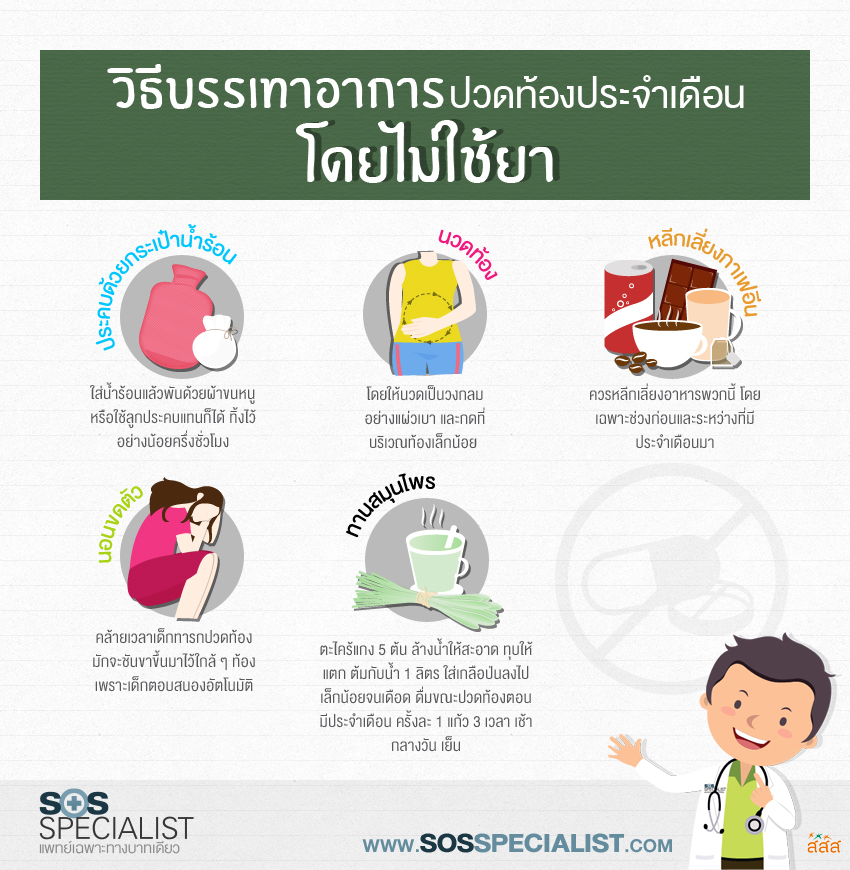 วิธีบรรเทาอาการปวดท้องประจำเดือน
โดยไม่ใช้ยา
ประคบด้วยกระเป๋าน้ำร้อน
ใส่น้ำร้อนแล้วพันด้วยผ้าขนหนู
หรือใช้ลูกประคบแทนก็ได้ ทิ้งไว้
อย่างน้อยครึ่งชั่วโมง
นวดท้อง
โดยให้นวดเป็นวงกลม
อย่างแผ่วเบา และกดที่
บริเวณท้องเล็กน้อย
หลีกเลี่ยงกาเฟอีน
ควรหลีกเลี่ยงอาหารพวกนี้ โดย
เฉพาะช่วงก่อนและระหว่างที่มี
ประจำเดือนมา
นอนขดตัว
คล้ายเวลาเด็กทารกปวดท้อง
มักจะชันขาขึ้นมาไว้ใกล้ ๆ ท้อง
เพราะเด็กตอบสนองอัตโนมัติ
ทานสมุนไพร
ตะไคร้แกง 5 ต้น ล้างน้ำให้สะอาด ทุบให้
แตก ต้มกับน้ำ 1 ลิตร ใส่เกลือป่นลงไป
เล็กน้อยจนเดือด ดื่มขณะปวดท้องตอน
มีประจำเดือน ครั้งละ 1 แก้ว 3 เวลา เช้า
กลางวัน เย็น
SOS
SPECIALIST
แพทย์เฉพาะทางบาทเดียว
WWW.SOSSPECIALIST.COM
สสส